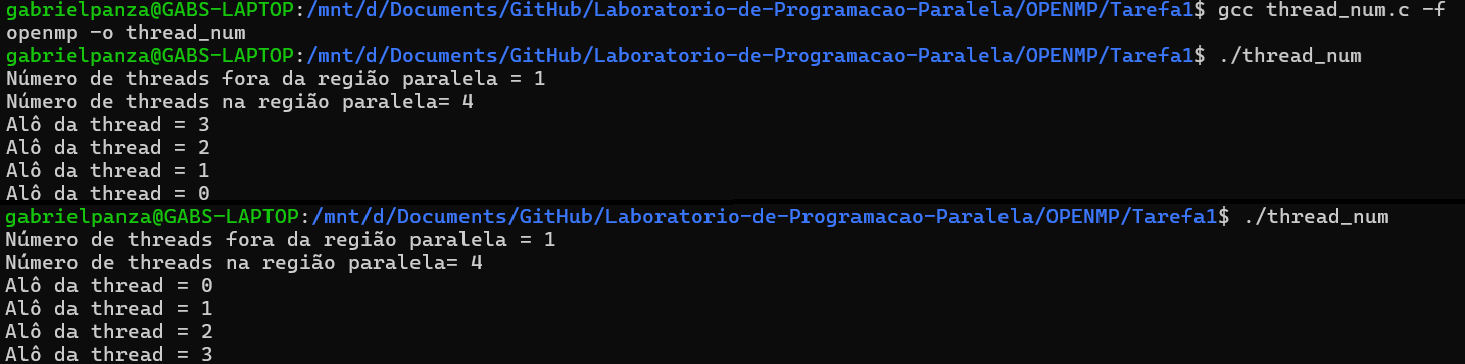 gabrielpanza@GABS-LAPTOP:/mnt/d/Documents/GitHub/Laboratorio-de-Programacao-Paralela/OPENMP/Tarefa1$ gcc thread_num.c -f
openmp -o thread_num
gabrielpanza@GABS-LAPTOP:/mnt/d/Documents/GitHub/Laboratorio-de-Programacao-Paralela/OPENMP/Tarefa1$ ./thread_num
Número de threads fora da região paralela = 1
Número de threads na região paralela= 4
Alô da thread = 3
Alô da thread = 2
Alô da thread = 1
Alô da thread = 0
gabrielpanza@GABS-LAPTOP:/mnt/d/Documents/GitHub/Laboratorio-de-Programacao-Paralela/OPENMP/Tarefa1$ ./thread_num
Número de threads fora da região paralela = 1
Número de threads na região paralela= 4
Alô da thread = 0
Alô da thread = 1
Alô da thread = 2
Alô da thread = 3